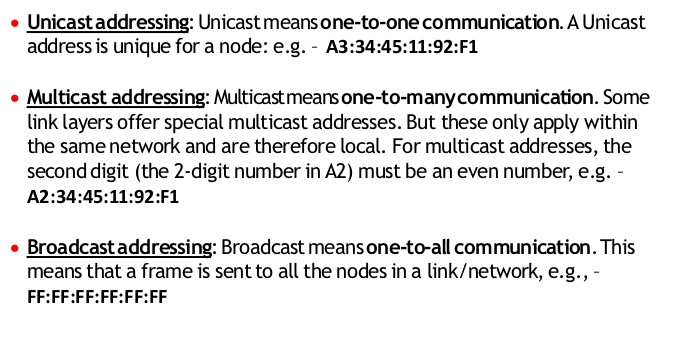 • Unicast addressing: Unicast means one-to-one communication. A Unicast
address is unique for a node: e.g. – A3:34:45:11:92:F1
• Multicast addressing: Multicast means one-to-many communication. Some
link layers offer special multicast addresses. But these only apply within
the same network and are therefore local. For multicast addresses, the
second digit (the 2-digit number in A2) must be an even number, e.g. –
A2:34:45:11:92:F1
• Broadcast addressing: Broadcast means one-to-all communication. This
means that a frame is sent to all the nodes in a link/network, e.g., –
FF:FF:FF:FF:FF:FF